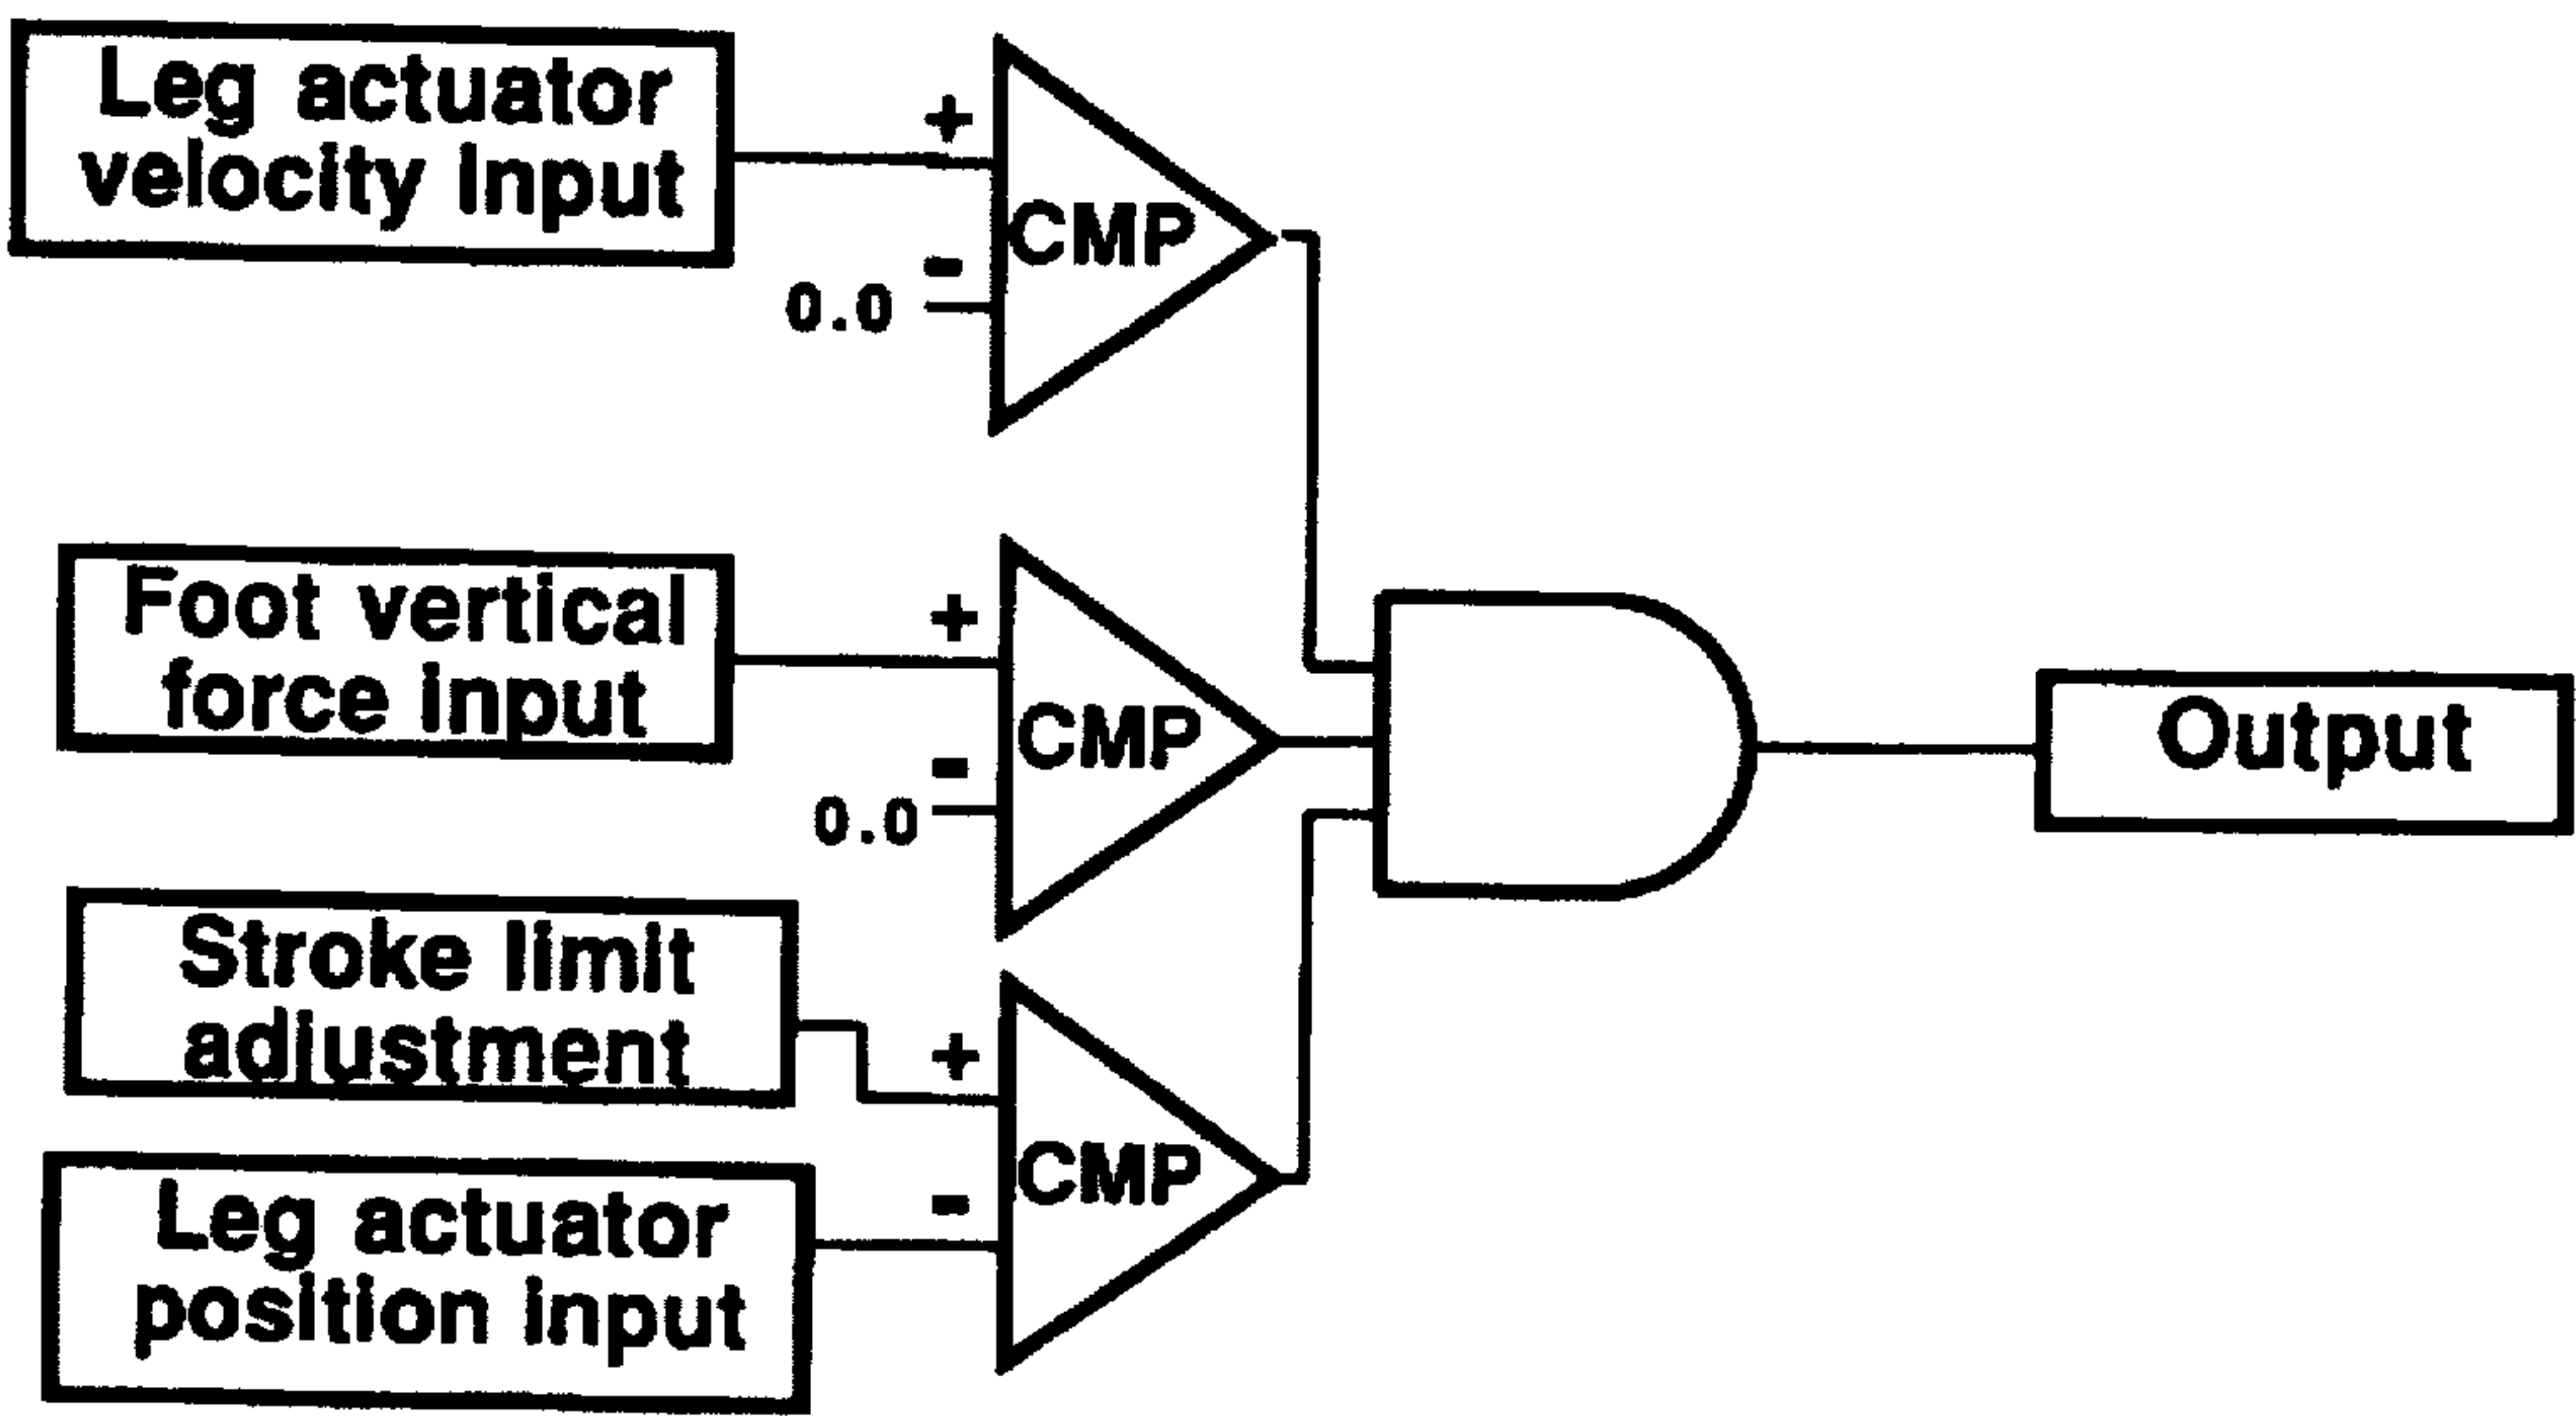 Leg actuator
velocity input
+
CMP
-
0.0
Foot vertical
force input
+
CMP
-
0.0
Output
Stroke limit
adjustment
+
CMP
Leg actuator
position input
-